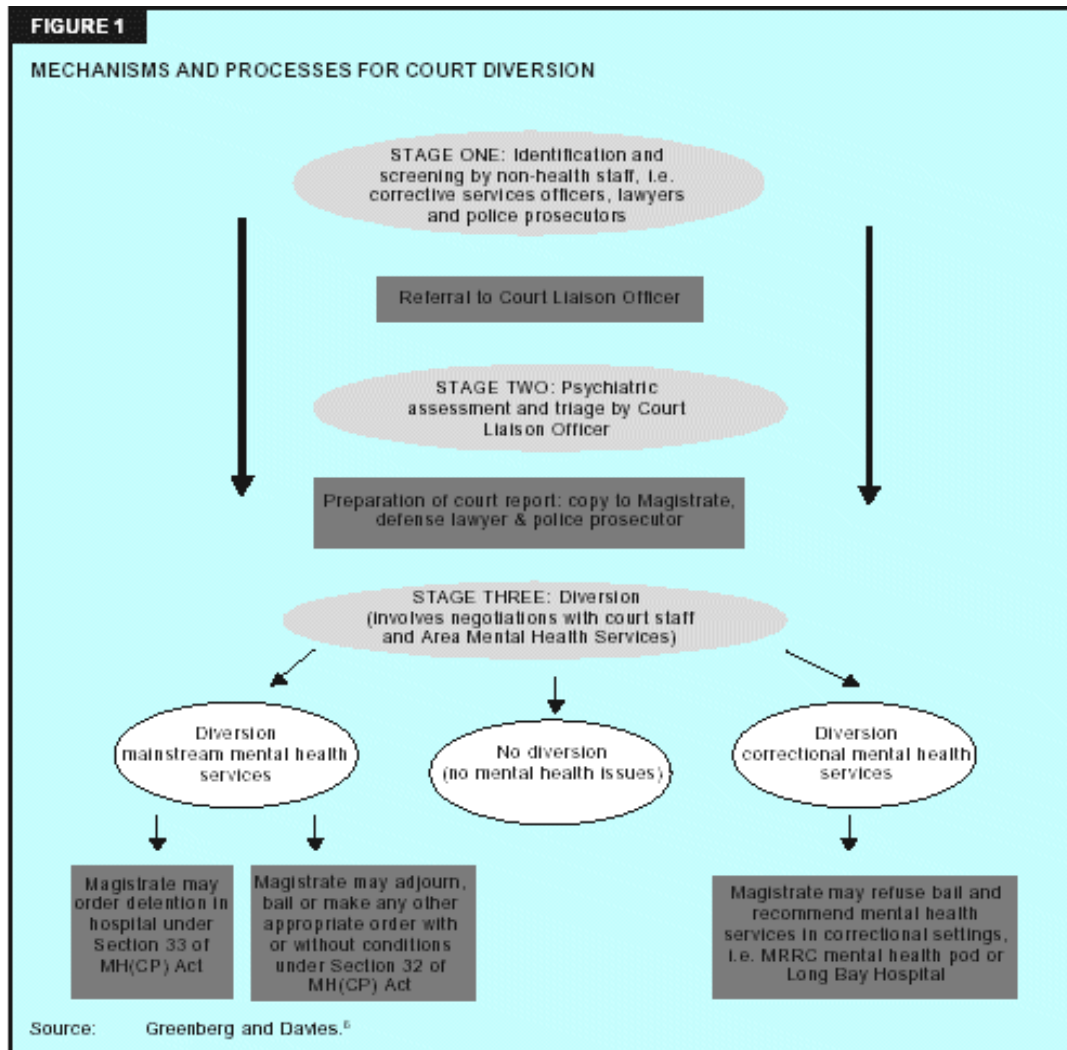 FIGURE 1
MECHANISMS AND PROCESSES FOR COURT DIVERSION
STAGE ONE: Identification and
screening by non-health staff, i.e.
corrective services officers, lawyers
and police prosecutors
Referral to Court Liaison Officer
STAGE TWO: Psychiatric
assessment and triage by Court
Liaison Officer
Preparation of court report: copy to Magistrate,
defense lawyer & police prosecutor
STAGE THREE: Diversion
(involves negotiations with court staff
and Area Mental Health Services)
Diversion
mainstream mental health
services
No diversion
(no mental health issues)
Diversion
correctional mental health
services
Magistrate may
order detention in
hospital under
Section 33 of
MH(CP) Act
Magistrate may adjourn,
bail or make any other
appropriate order with
or without conditions
under Section 32 of
MH(CP) Act
Magistrate may refuse bail and
recommend mental health
services in correctional settings,
i.e. MRRC mental health pod or
Long Bay Hospital
Source: Greenberg and Davies.